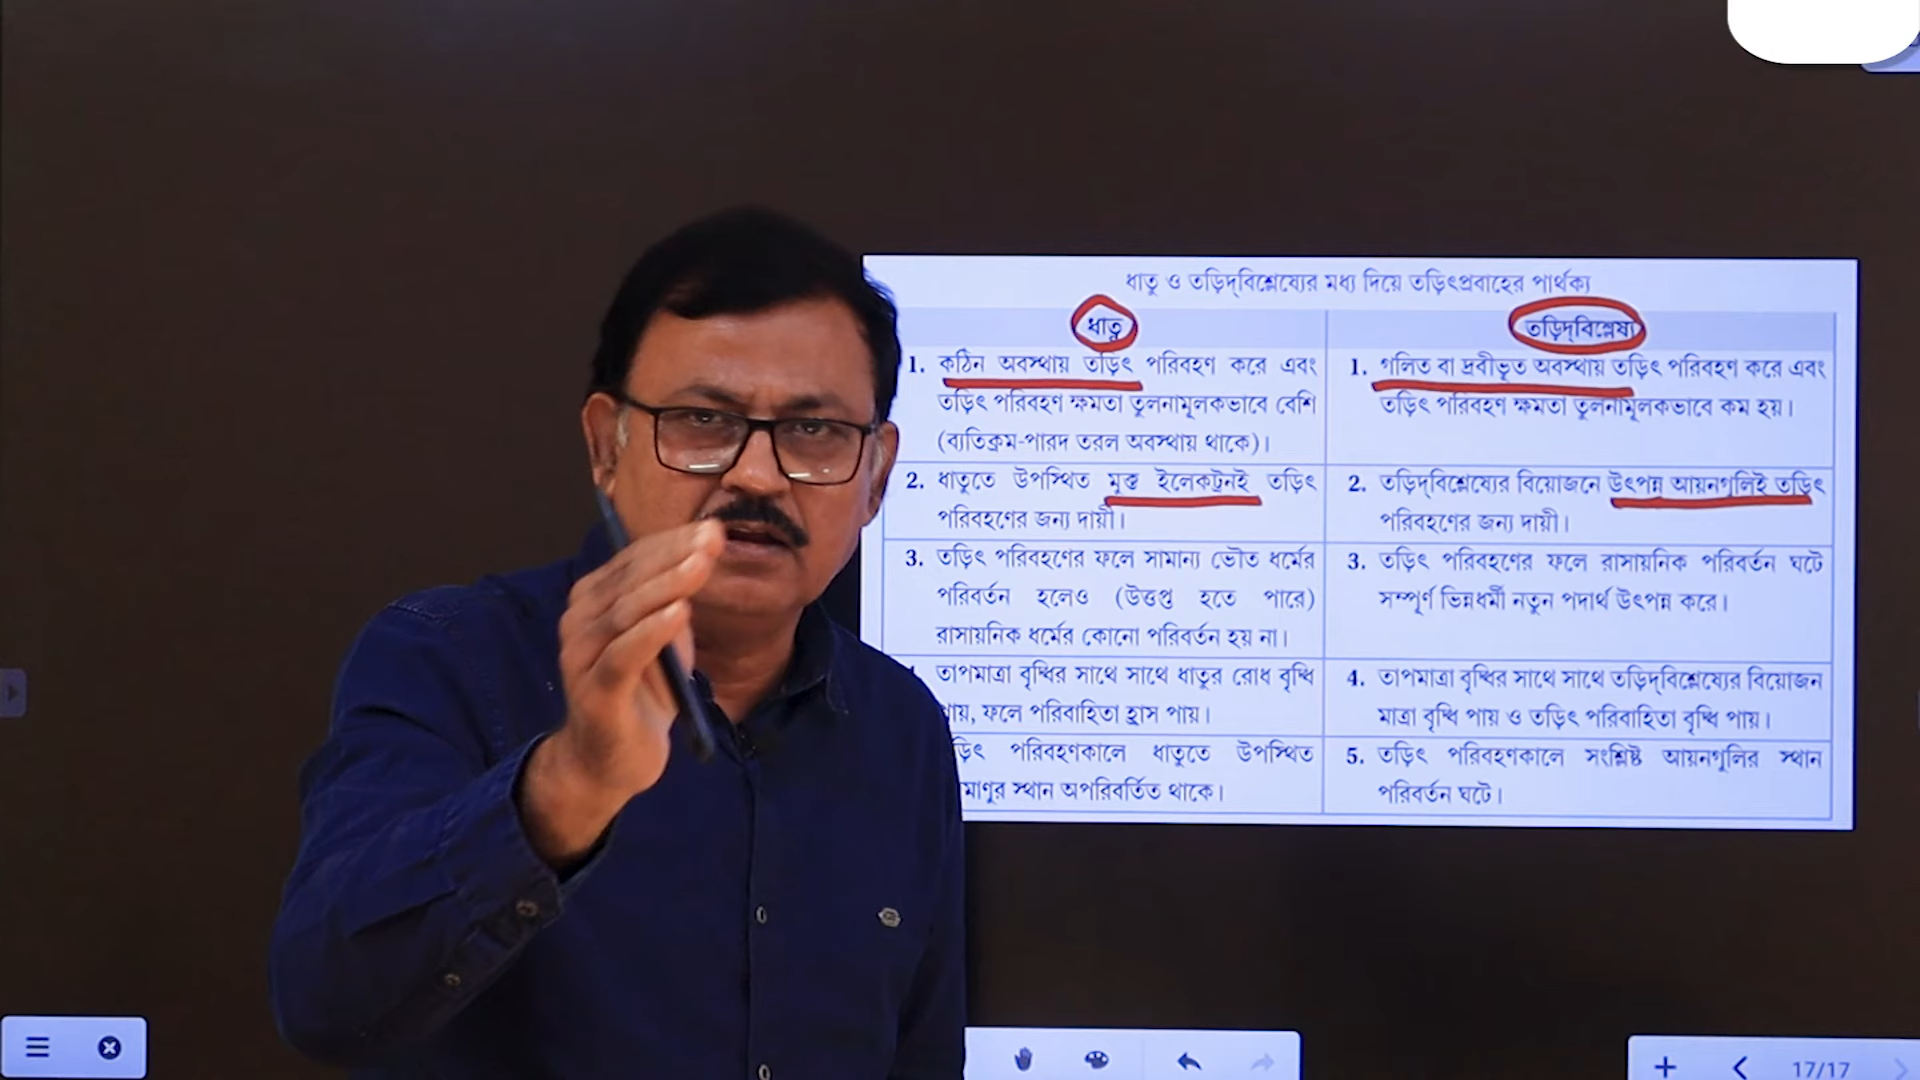 ধাতু ও তড়িদ্‌বিশ্লেষ্যের মধ্য দিয়ে তড়িৎপ্রবাহের পার্থক্য
ধাতু
1. কঠিন অবস্থায় তড়িৎ পরিবহণ করে এবং
তড়িৎ পরিবহণ ক্ষমতা তুলনামূলকভাবে বেশি
(ব্যতিক্রম-পারদ তরল অবস্থায় থাকে)।
2. ধাতুতে উপস্থিত মুক্ত ইলেকট্রনই তড়িৎ
পরিবহণের জন্য দায়ী।
3. তড়িৎ পরিবহণের ফলে সামান্য ভৌত ধর্মের
পরিবর্তন হলেও (উত্তপ্ত হতে পারে)
রাসায়নিক ধর্মের কোনো পরিবর্তন হয় না।
তাপমাত্রা বৃদ্ধির সাথে সাথে ধাতুর রোধ বৃদ্ধি
ফলে পরিবাহিতা হ্রাস পায়।
পরিবহণকালে ধাতুতে উপস্থিত
স্থান অপরিবর্তিত থাকে।
তড়িদ্‌বিশ্লেষ্য
1. গলিত বা দ্রবীভূত অবস্থায় তড়িৎ পরিবহণ করে এবং
তড়িৎ পরিবহণ ক্ষমতা তুলনামূলকভাবে কম হয়।
2. তড়িদ্‌বিশ্লেষ্যের বিয়োজনে উৎপন্ন আয়নগুলিই তড়িৎ
পরিবহণের জন্য দায়ী।
3. তড়িৎ পরিবহণের ফলে রাসায়নিক পরিবর্তন ঘটে
সম্পূর্ণ ভিন্নধর্মী নতুন পদার্থ উৎপন্ন করে।
4. তাপমাত্রা বৃদ্ধির সাথে সাথে তড়িদ্‌বিশ্লেষ্যের বিয়োজন
মাত্রা বৃদ্ধি পায় ও তড়িৎ পরিবাহিতা বৃদ্ধি পায়।
5. তড়িৎ পরিবহণকালে সংশ্লিষ্ট আয়নগুলির স্থান
পরিবর্তন ঘটে।
17/17